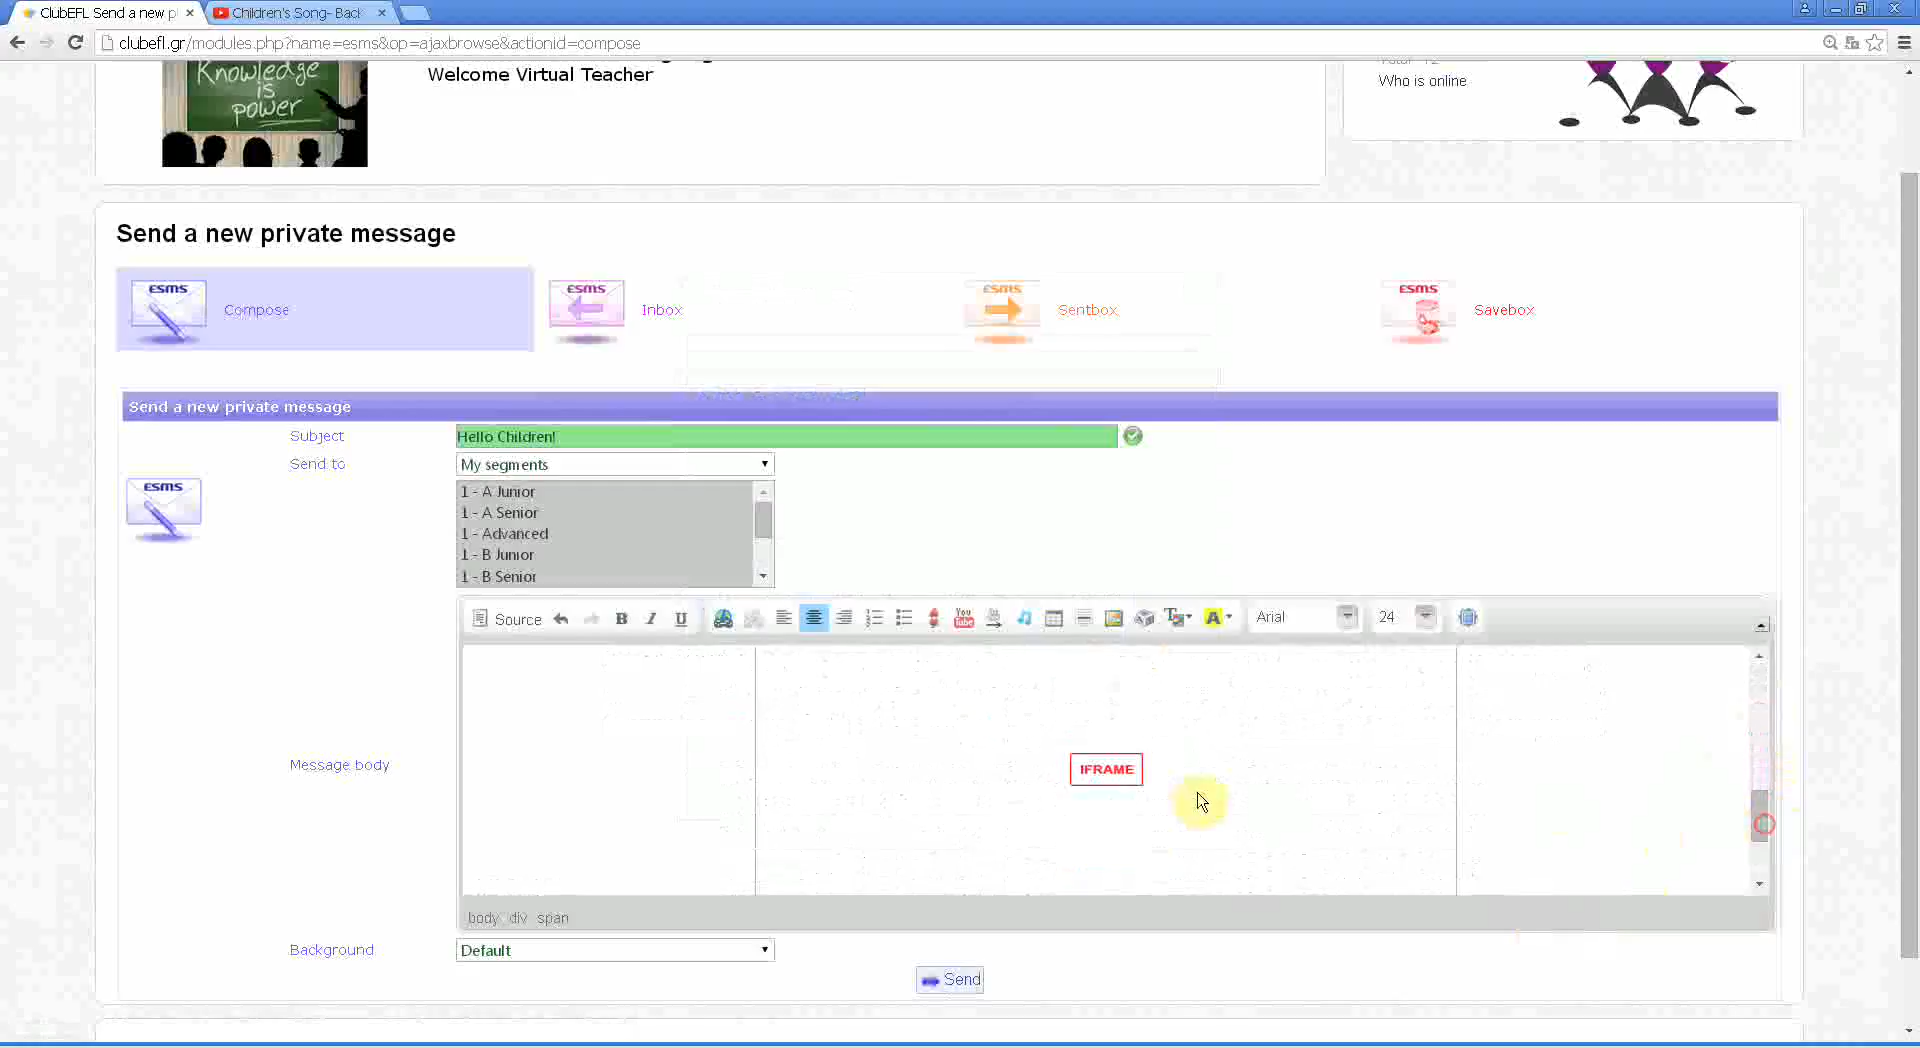 ClubEFL Send a new p
Children's Song- Back
clubefl.gr/modules.php?name=esms&op=ajaxbrowse&actionid=compose
Knowledge
is
power
Welcome Virtual Teacher
Who is online
Send a new private message
ESMS
Compose
ESMS
Inbox
ESMS
Sentbox
ESMS
Savebox
Send a new private message
Subject
Hello Children!
Send to
My segments
ESMS
1 - A Junior
1 - A Senior
1 - Advanced
1 - B Junior
1 - B Senior
Source
B
I
U
You
Tube
A
Arial
24
Message body
IFRAME
body div span
Background
Default
Send